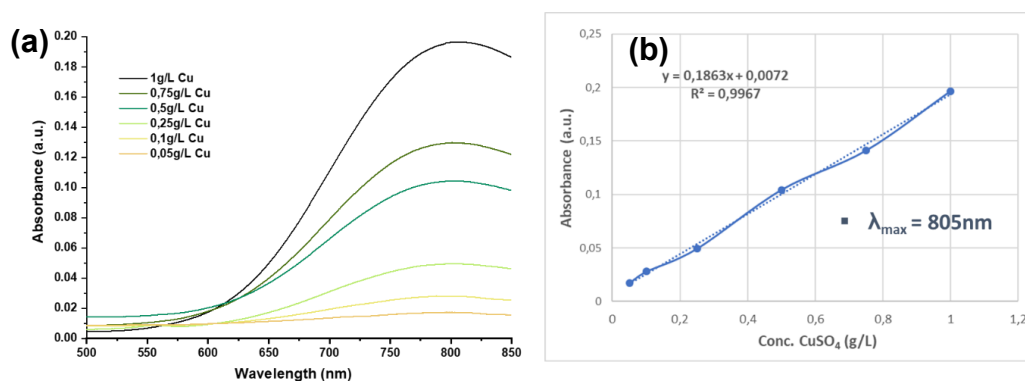 (a)
0.20
0.18
0.16
0.14
0.12
0.10
0.08
0.06
0.04
0.02
0.00
Absorbance (a.u.)
1g/L Cu
0,75g/L Cu
0,5g/L Cu
0,25g/L Cu
0,1g/L Cu
0,05g/L Cu
500 550 600 650 700 750 800 850
Wavelength (nm)
(b)
0,25
0,2
0,15
0,1
0,05
0
Absorbance (a.u.)
y = 0,1863x + 0,0072
R² = 0,9967
λmax = 805nm
0 0,2 0,4 0,6 0,8 1 1,2
Conc. CuSO₄ (g/L)